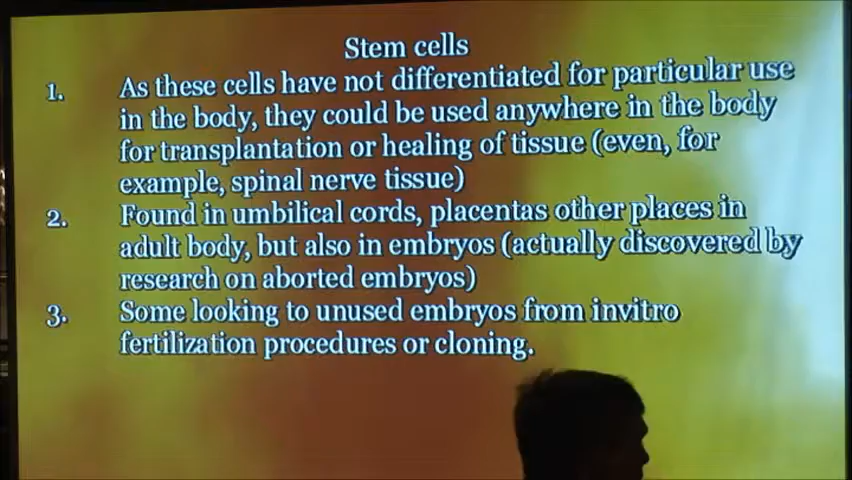 Stem cells
1. As these cells have not differentiated for particular use
in the body, they could be used anywhere in the body
for transplantation or healing of tissue (even, for
example, spinal nerve tissue)
2. Found in umbilical cords, placentas other places in
adult body, but also in embryos (actually discovered by
research on aborted embryos)
3. Some looking to unused embryos from invitro
fertilization procedures or cloning.